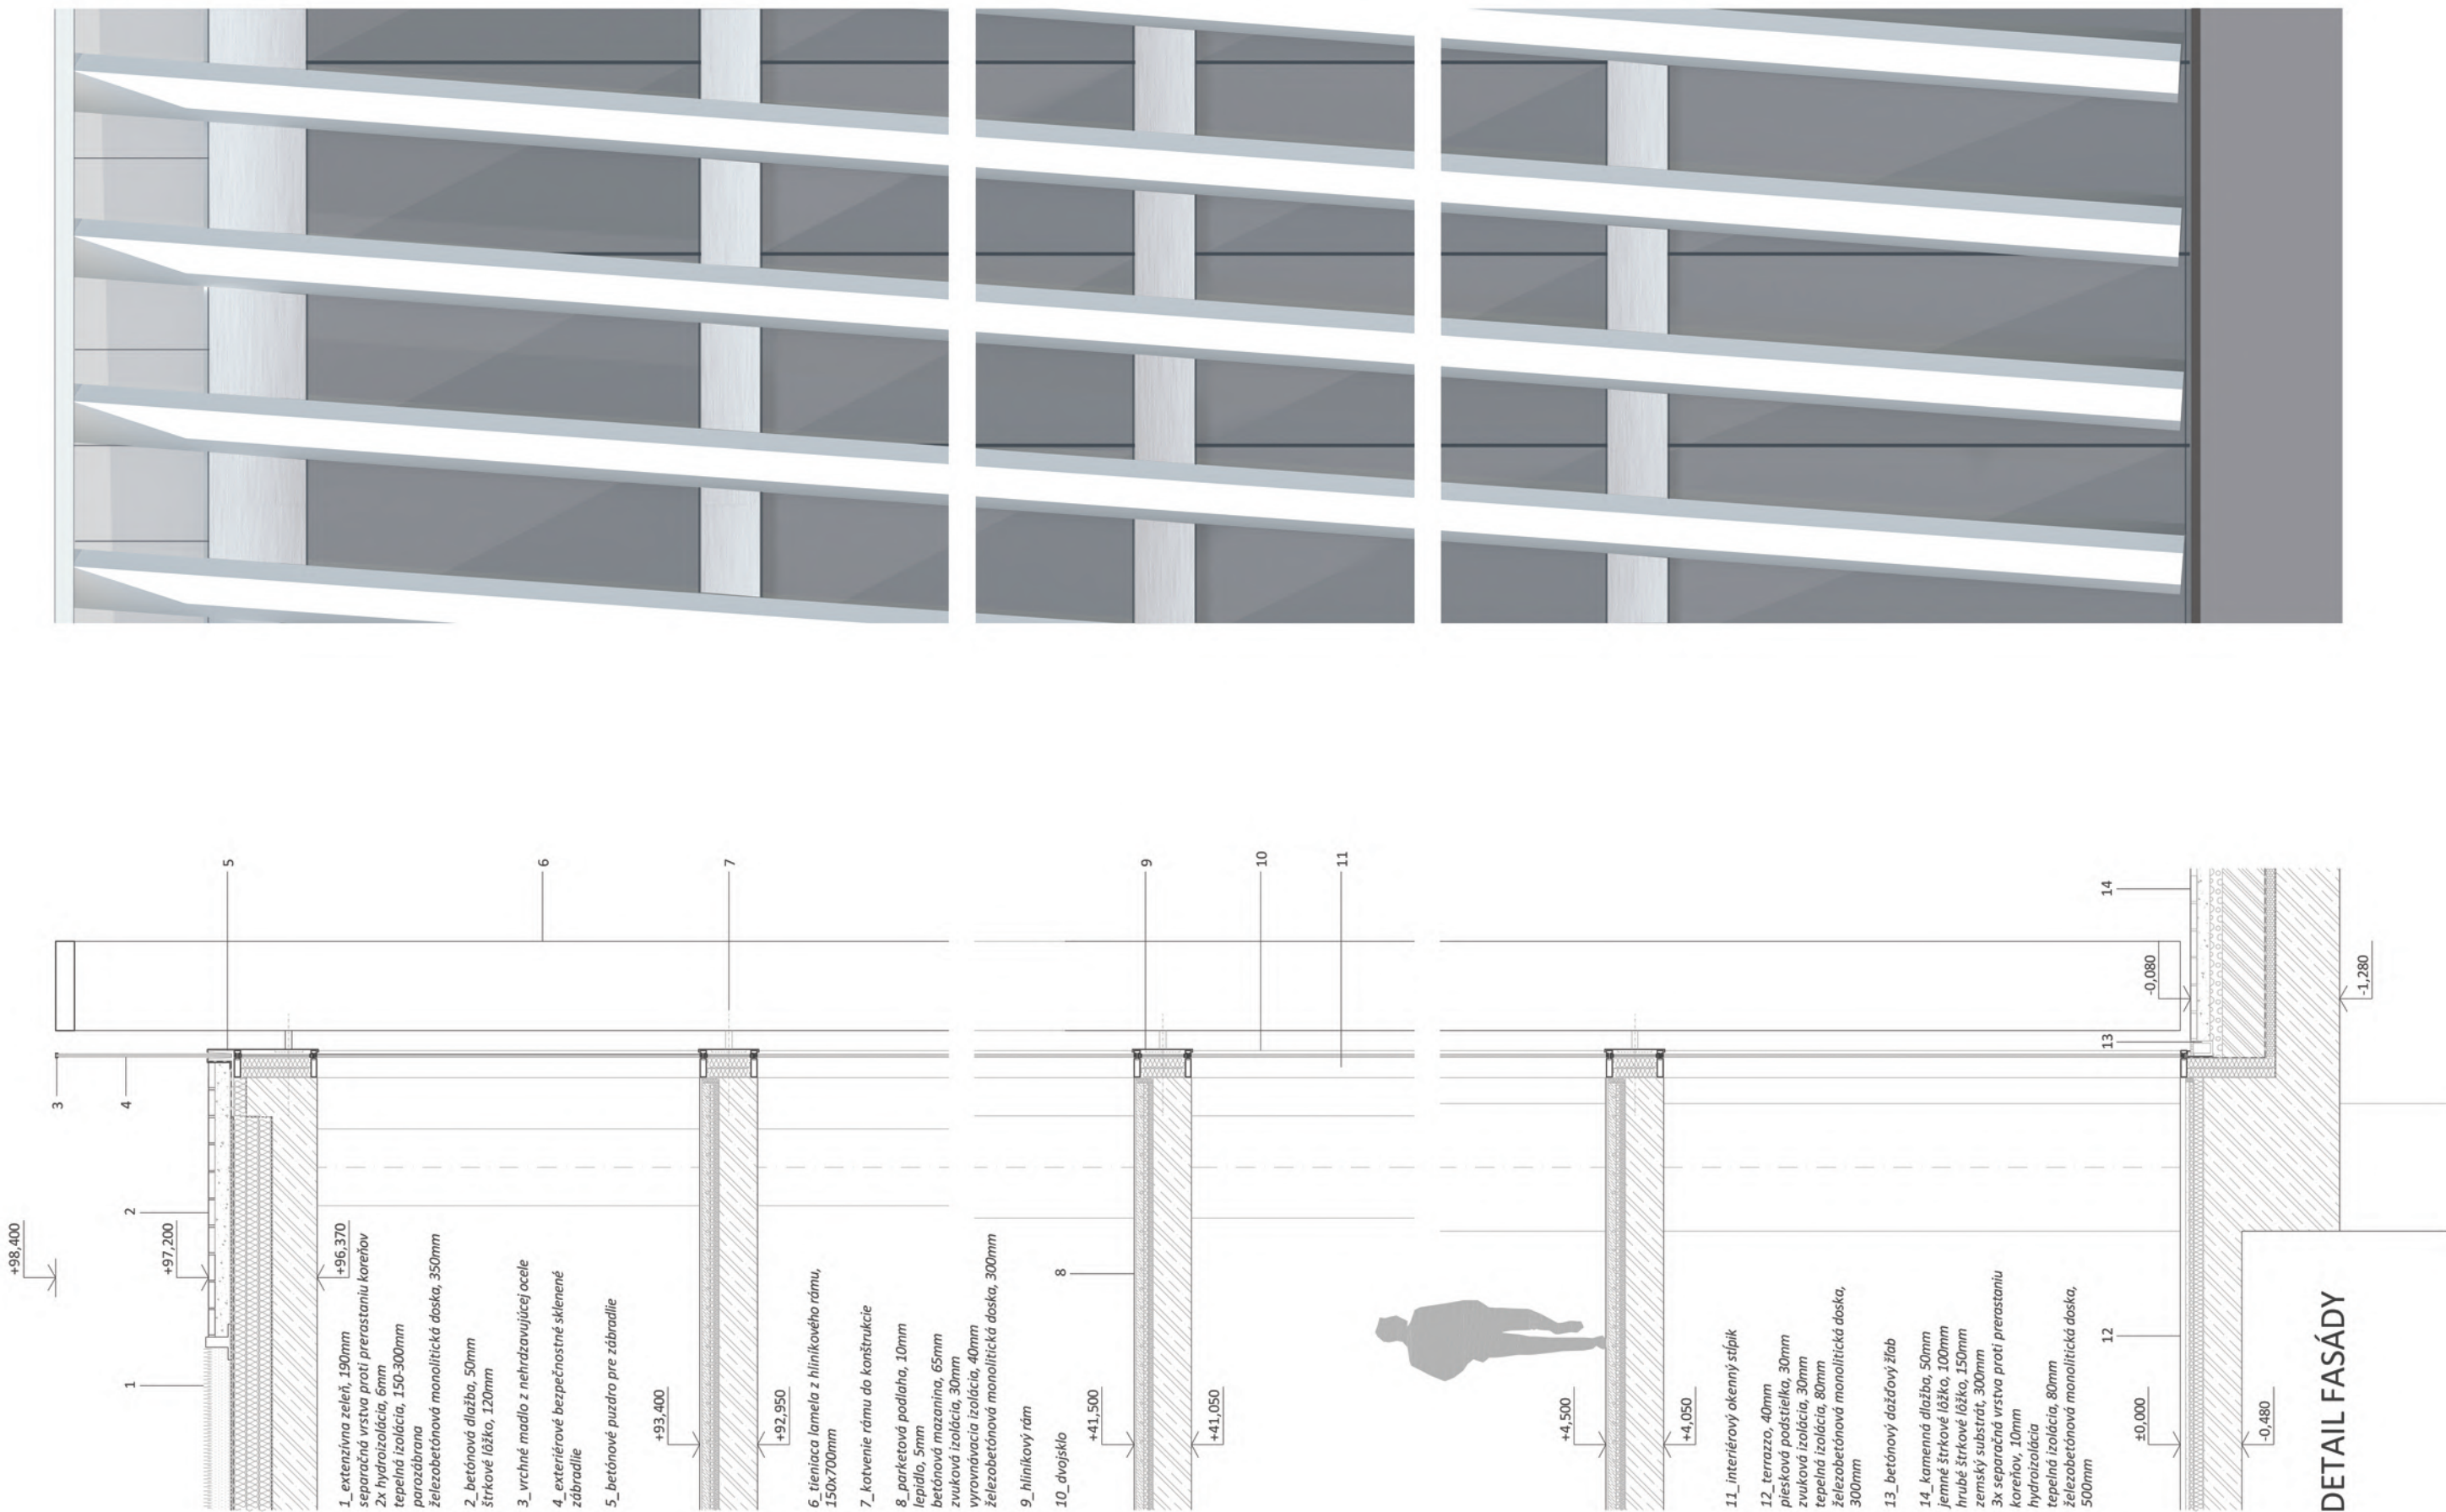 +98,400
3
4
1
2
+97,200
5
+96,370
1_extenzívna zeleň, 190mm
separačná vrstva proti prerastaniu koreňov
2x hydroizolácia, 6mm
tepelná izolácia, 150-300mm
parozábrana
železobetónová monolitická doska, 350mm
2_betónová dlažba, 50mm
štrkové lôžko, 120mm
3_vrchné madlo z nehrdzavujúcej ocele
4_exteriérové bezpečnostné sklenené
zábradlie
5_betónové puzdro pre zábradlie
6
+93,400
7
+92,950
6_tieniaca lamela z hliníkového rámu,
150x700mm
7_kotvenie rámu do konštrukcie
8_parketová podlaha, 10mm
lepidlo, 5mm
betónová mazanina, 65mm
zvuková izolácia, 30mm
vyrovnávacia izolácia, 40mm
železobetónová monolitická doska, 300mm
9_hliníkový rám
10_dvojsklo
8
+41,500
9
+41,050
10
11
+4,500
+4,050
11_interiérový okenný stĺpik
12_terrazzo, 40mm
piesková podstielka, 30mm
zvuková izolácia, 30mm
tepelná izolácia, 80mm
železobetónová monolitická doska,
300mm
13_betónový dažďový žľab
14_kamenná dlažba, 50mm
jemné štrkové lôžko, 100mm
hrubé štrkové lôžko, 150mm
zemský substrát, 300mm
3x separačná vrstva proti prerastaniu
koreňov, 10mm
hydroizolácia
tepelná izolácia, 80mm
železobetónová monolitická doska,
500mm
12
13
14
±0,000
-0,080
-0,480
-1,280
DETAIL FASÁDY